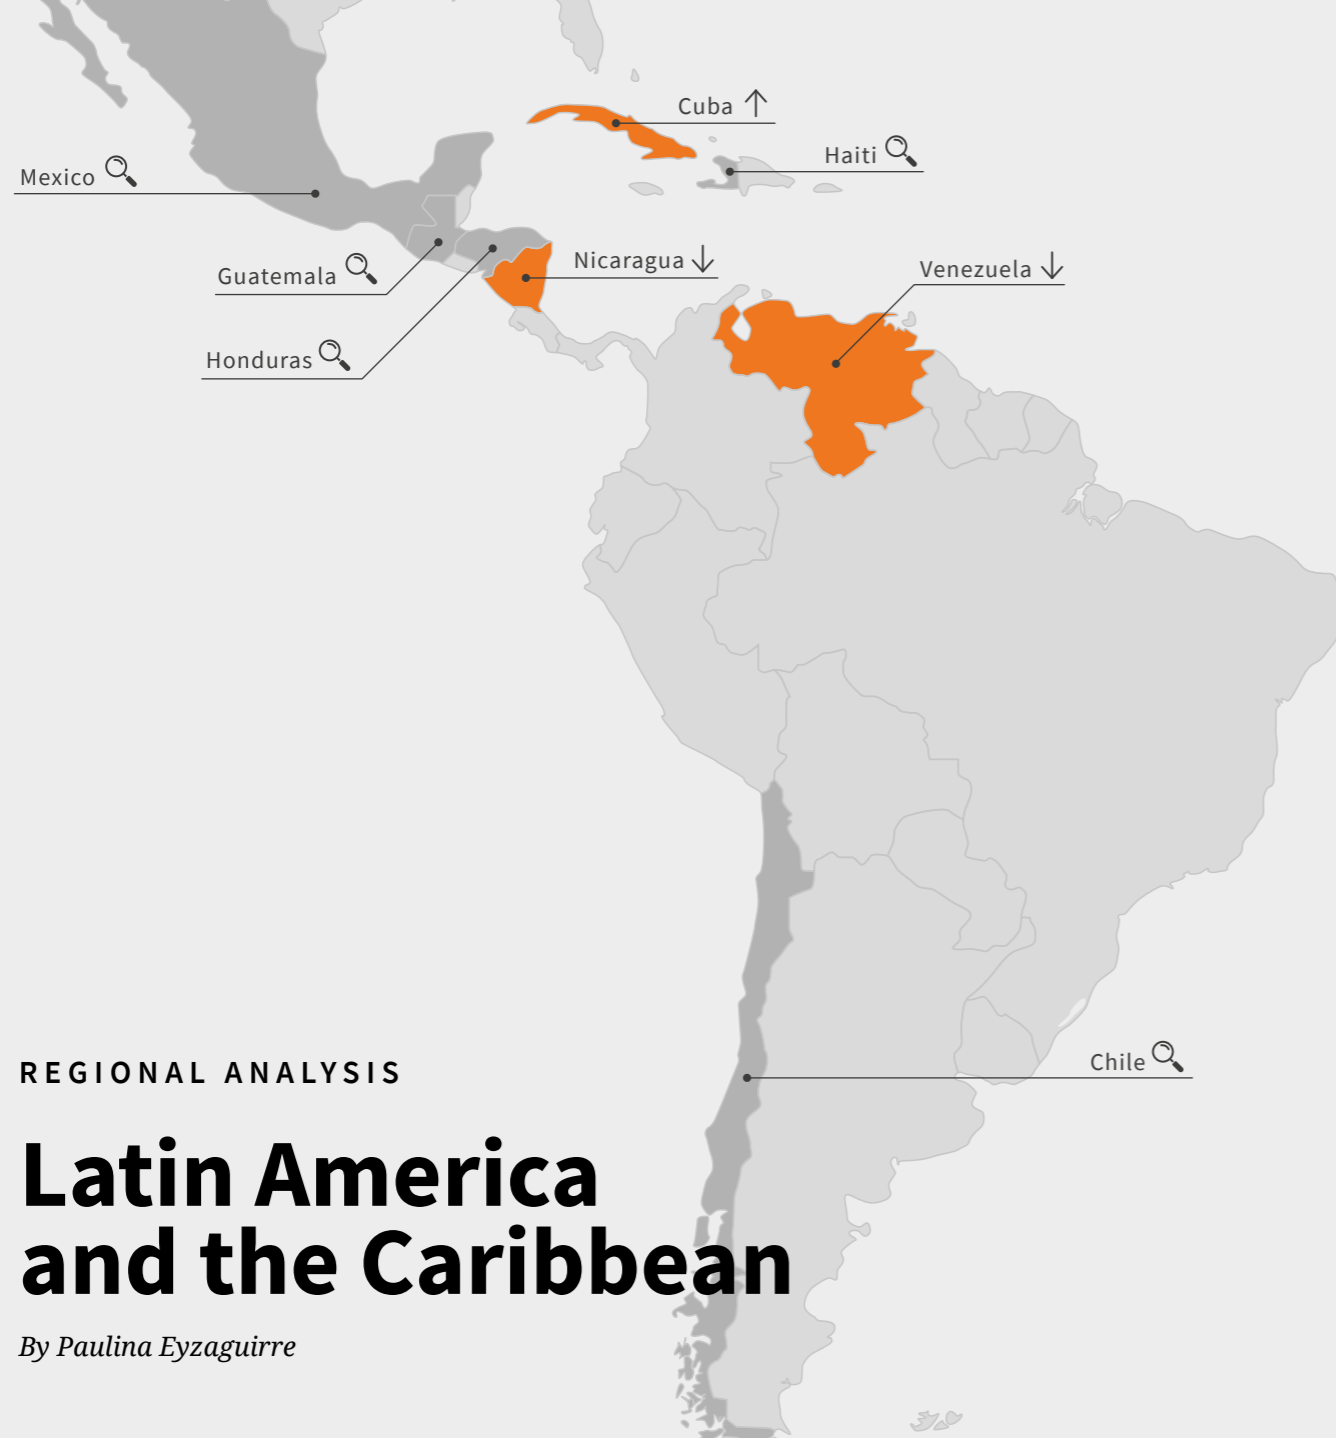 Cuba
Haiti
Mexico
Nicaragua
Venezuela
Guatemala
Honduras
Chile
REGIONAL ANALYSIS
Latin America
and the Caribbean
By Paulina Eyzaguirre